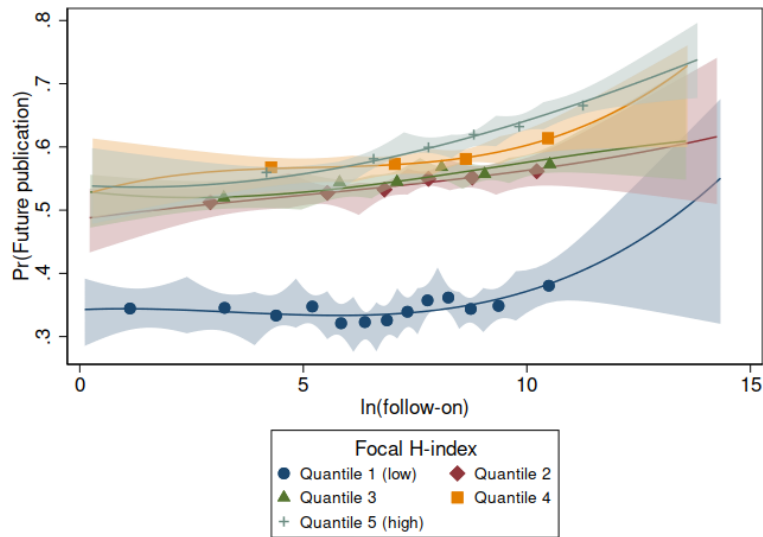 Pr(Future publication)
.8
.7
.6
.5
.4
.3
0 5 10 15
ln(follow-on)
Focal H-index
Quantile 1 (low) Quantile 2
Quantile 3 Quantile 4
Quantile 5 (high)